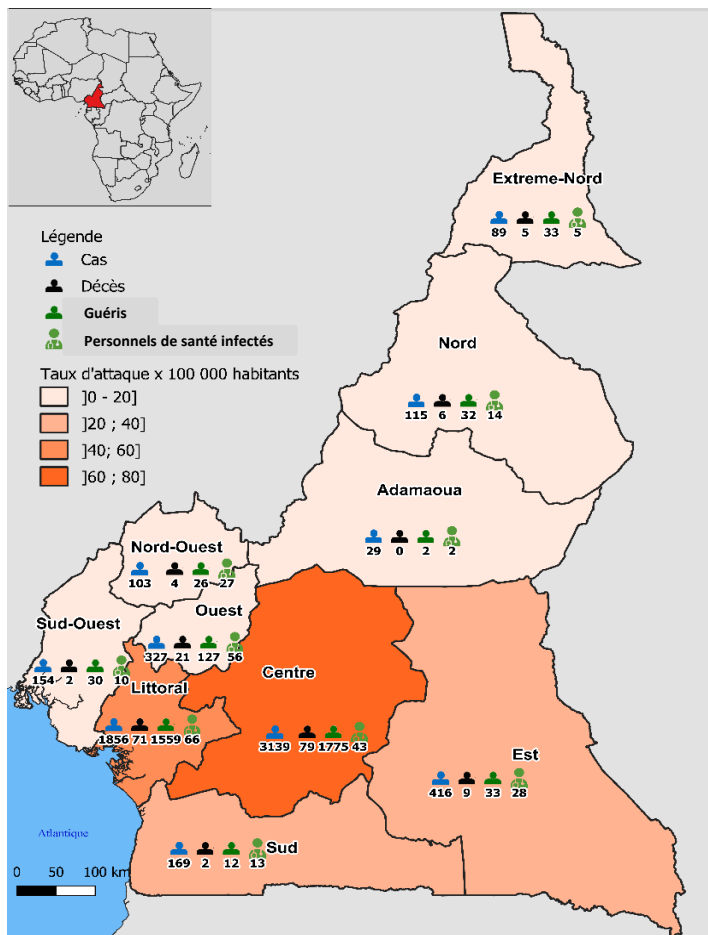 Extreme-Nord
89 5 33 5
Légende
Cas
Décès
Guéris
Personnels de santé infectés
Taux d'attaque x 100 000 habitants
]0 - 20]
]20 ; 40]
]40; 60]
]60 ; 80]
Nord
115 6 32 14
Adamaoua
29 0 2 2
Nord-Ouest
103 4 26 27
Ouest
327 21 127 56
Sud-Ouest
154 2 30 10
Littoral
1856 71 1559 66
Centre
3139 79 1775 43
Est
416 9 33 28
Sud
169 2 12 13
Atlantique
0 50 100 km